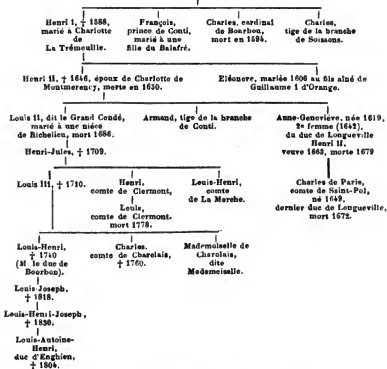 Henri I, † 1588,
marié à Charlotte
de
La Trémouille.
François,
prince de Conti,
marié à une
fille du Balafré.
Charles, cardinal
de Bourbon,
mort en 1594.
Charles,
tige de la branche
de Soissons.
Henri II, † 1646, époux de Charlotte de
Montmerency, merte en 1630.
Eléonore, mariée 1606 au fils aîné de
Guillaume 1 d'Orange.
Louis II, dit le Grand Condé,
marié à une nièce
de Richelieu, mort 1686.
Armand, tige de la branche
de Conti.
Anne-Geneviève, née 1619,
2e femme (1642),
du duc de Longueville
Henri II,
veuve 1663, morte 1679
Henri-Jules, † 1709.
Louis III, † 1710.
Henri,
comte de Clermont,
Louis,
comte de Clermont.
mort 1778.
Louis-Henri,
comte
de La Merche.
Charles de Paris,
comte de Saint-Pol,
né 1649,
dernier duc de Longueville,
mort 1672.
Louis-Henri,
† 1740
(M. le duc de
Bourbon).
Charles.
comte de Charolais,
† 1760.
Mademoiselle de
Charolais,
dite
Medemoiselle.
Louis-Joseph,
† 1818.
Louis-Henri-Joseph,
† 1830.
Louis-Antoine-
Henri,
duc d'Enghien,
† 1804.